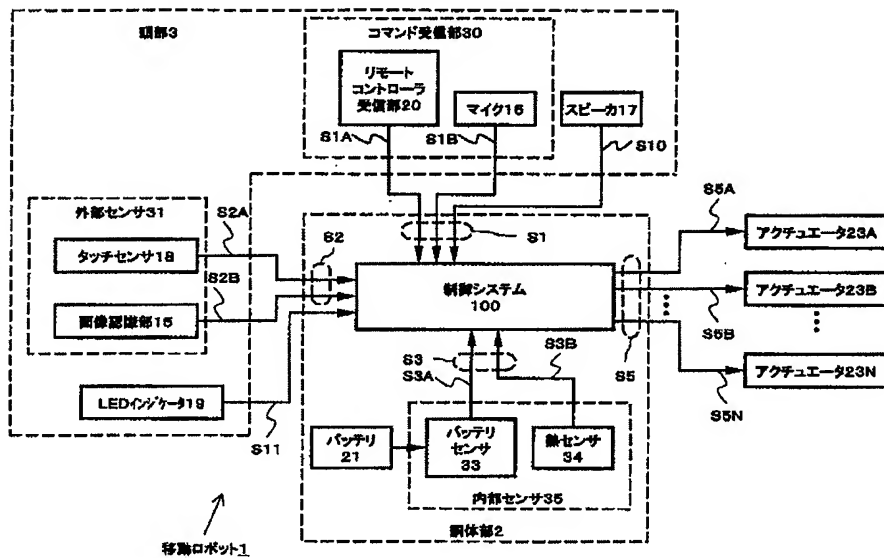 頭部3
コマンド受信部30
リモート
コントローラ
受信部20
マイク16
スピーカ17
S1A
S1B
S10
外部センサ31
S2A
タッチセンサ18
S2B
画像認識部15
LEDインジケータ19
S11
S2
S1
制御システム
100
S5A
アクチュエータ23A
アクチュエータ23B
S5B
S5
アクチュエータ23N
S5N
S3
S3A
S3B
バッテリ
21
バッテリ
センサ
33
熱センサ
34
内部センサ35
胴体部2
移動ロボット1